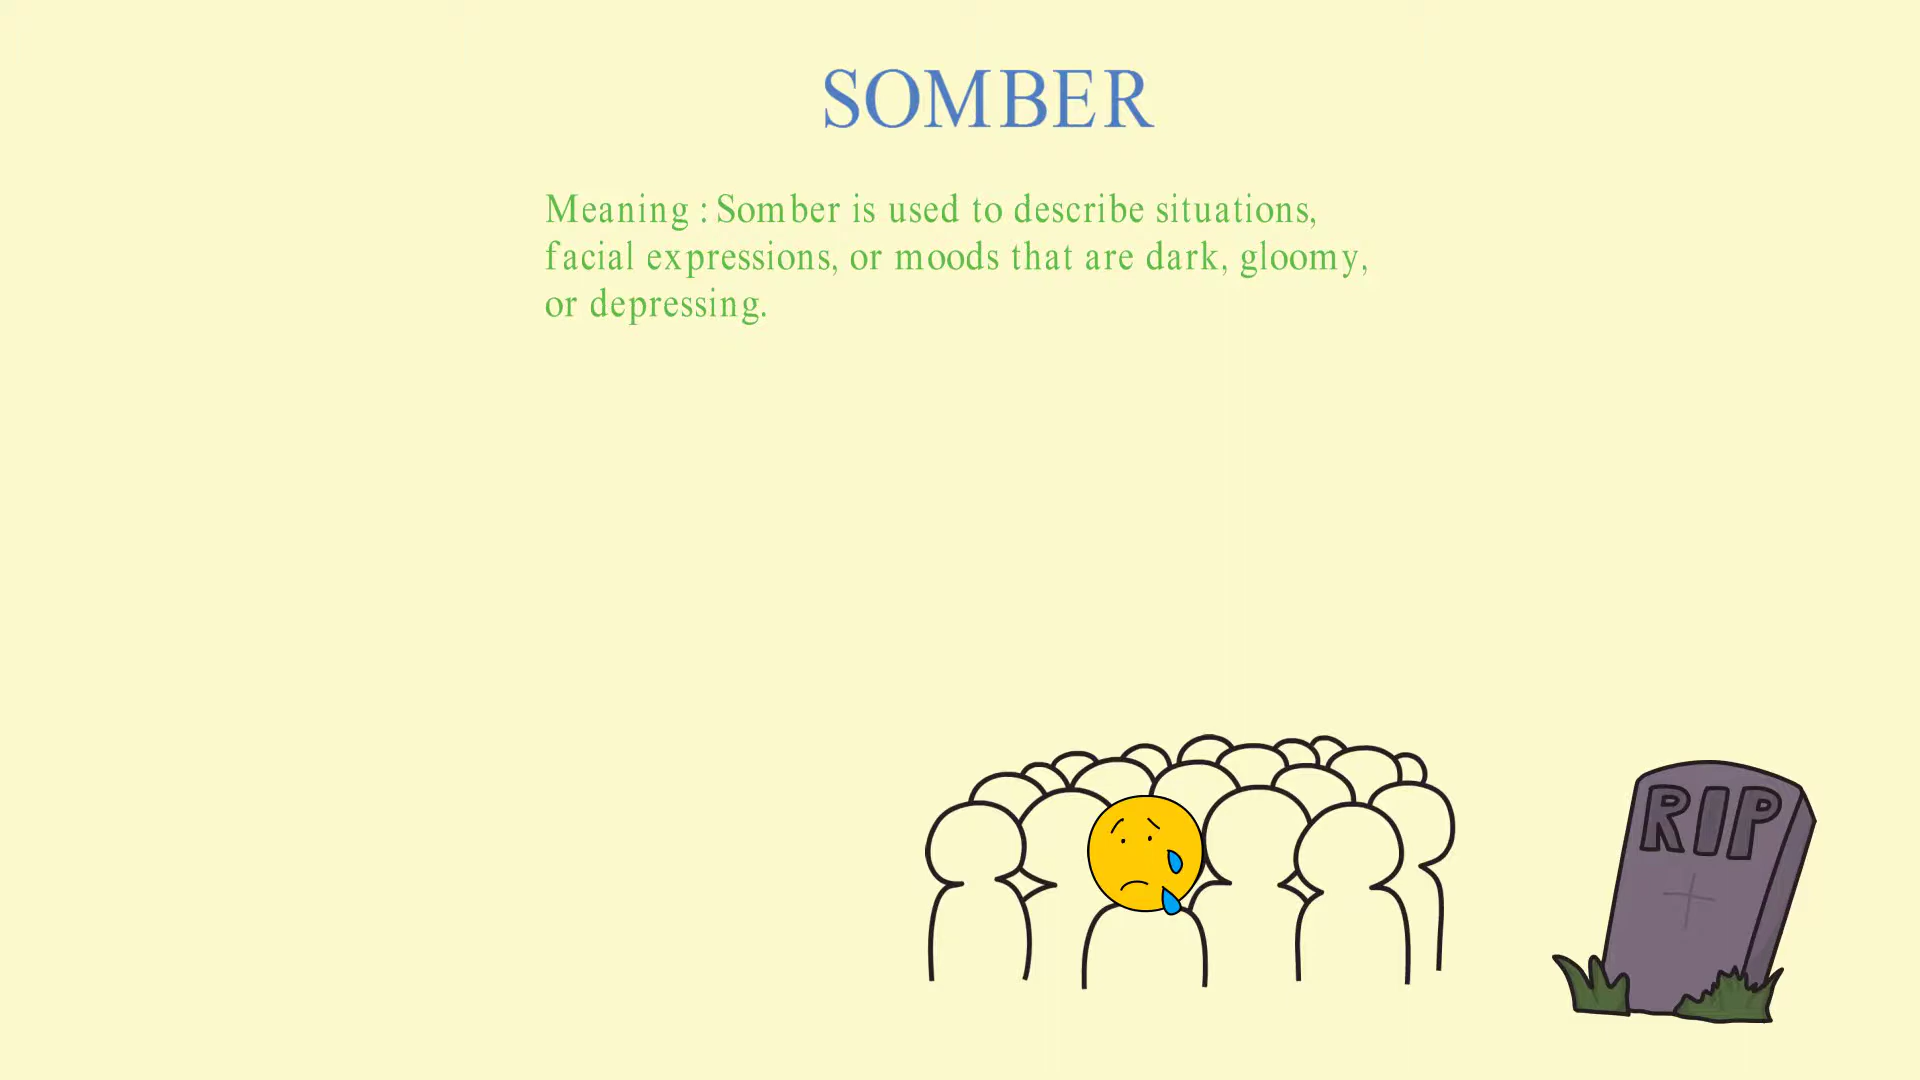 SOMBER
Meaning : Somber is used to describe situations,
facial expressions, or moods that are dark, gloomy,
or depressing.
RIP